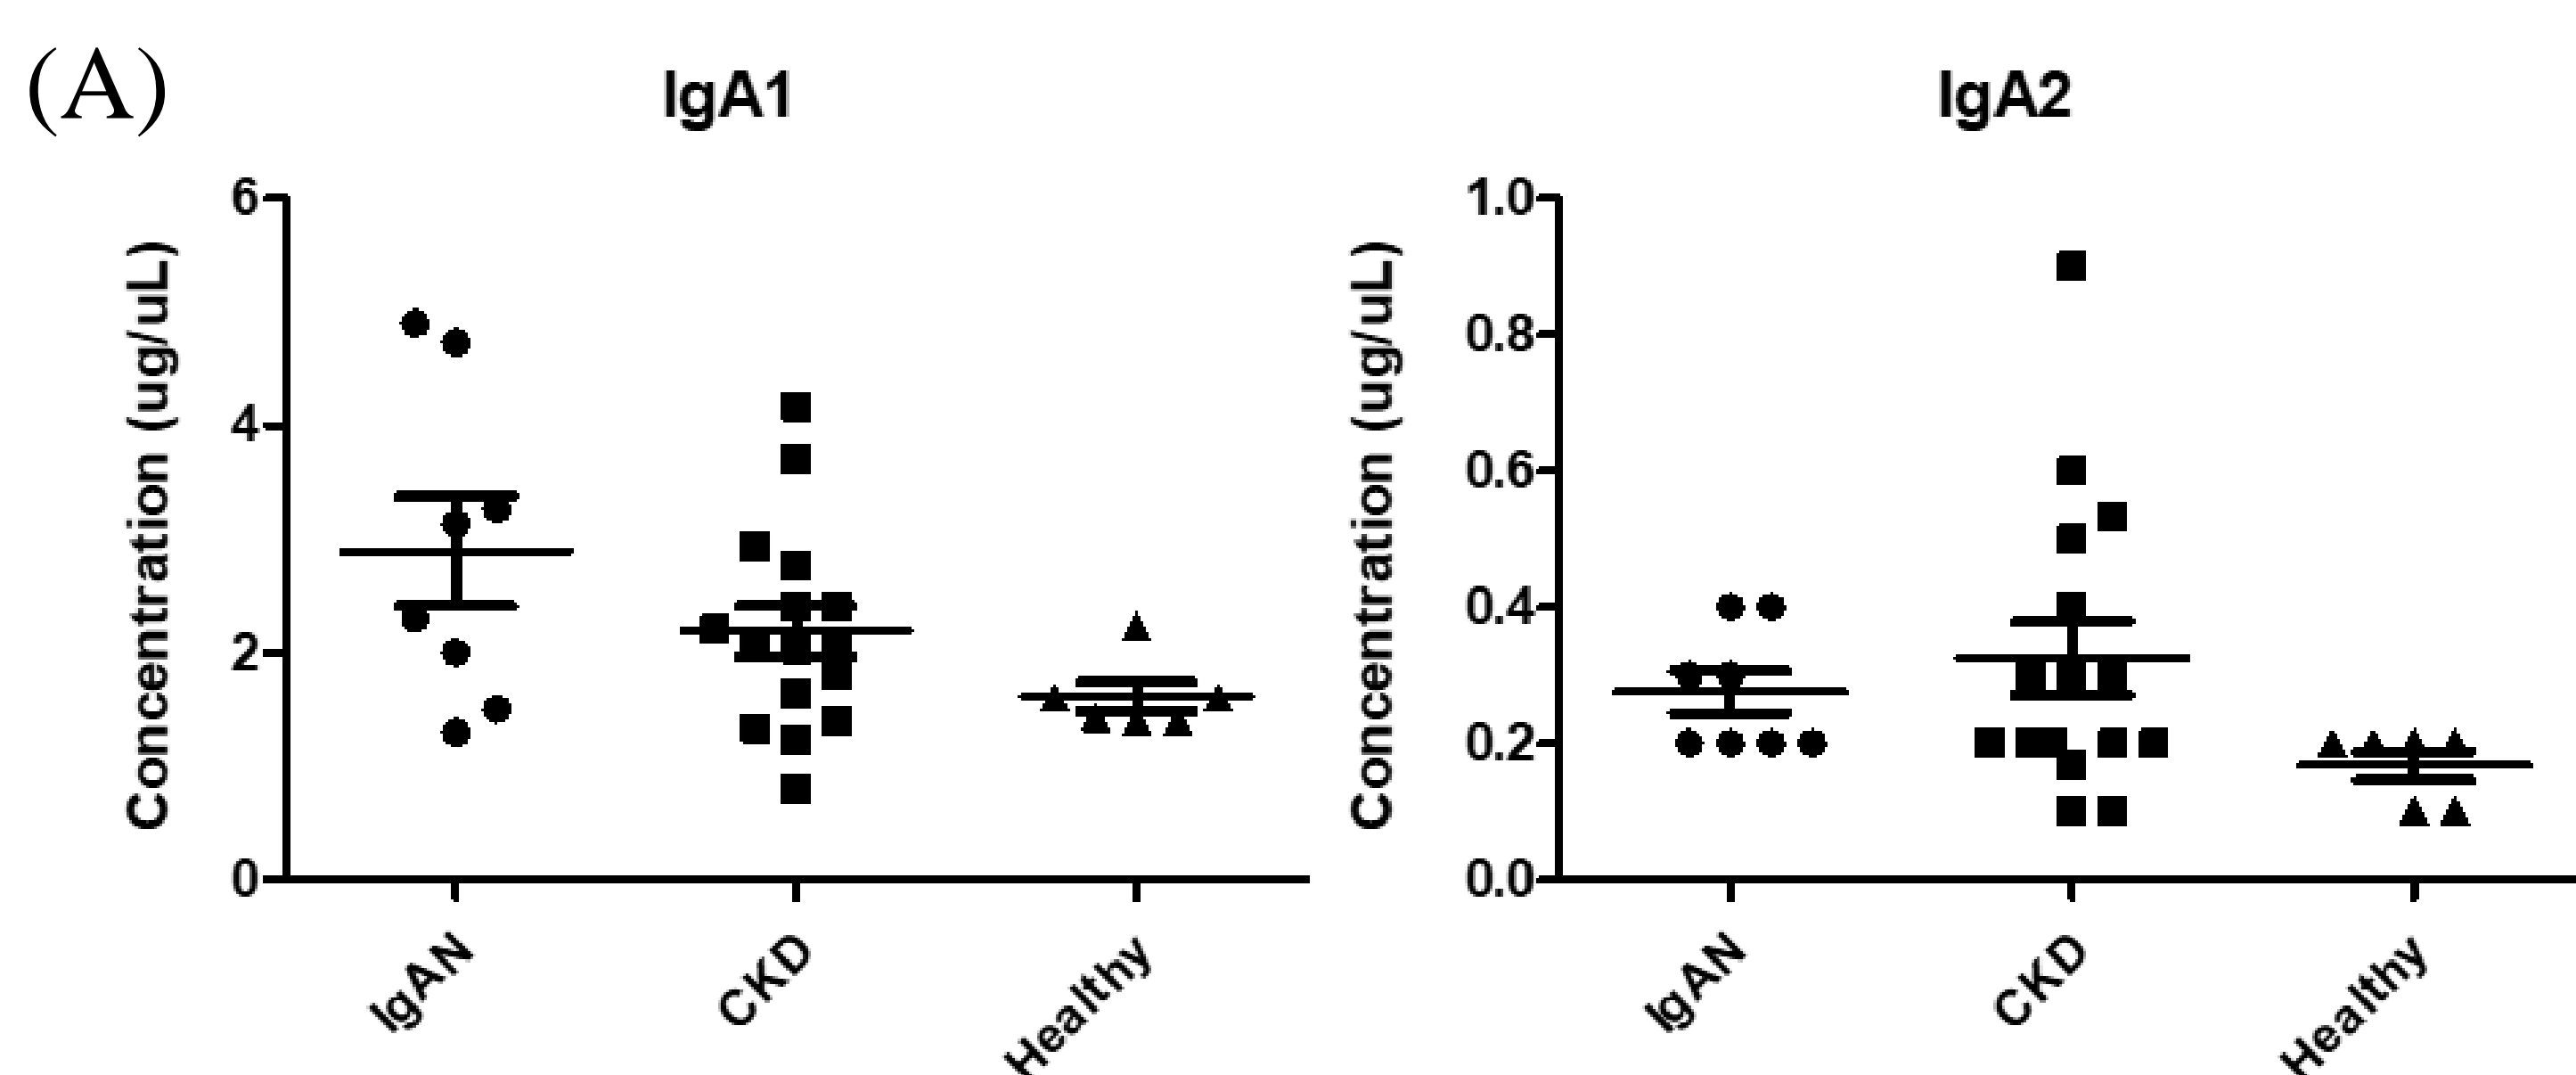 (A)
IgA1
IgA2
Concentration (ug/uL)
6
4
2
0
IgAN
CKD
Healthy
Concentration (ug/uL)
1.0
0.8
0.6
0.4
0.2
0.0
IgAN
CKD
Healthy